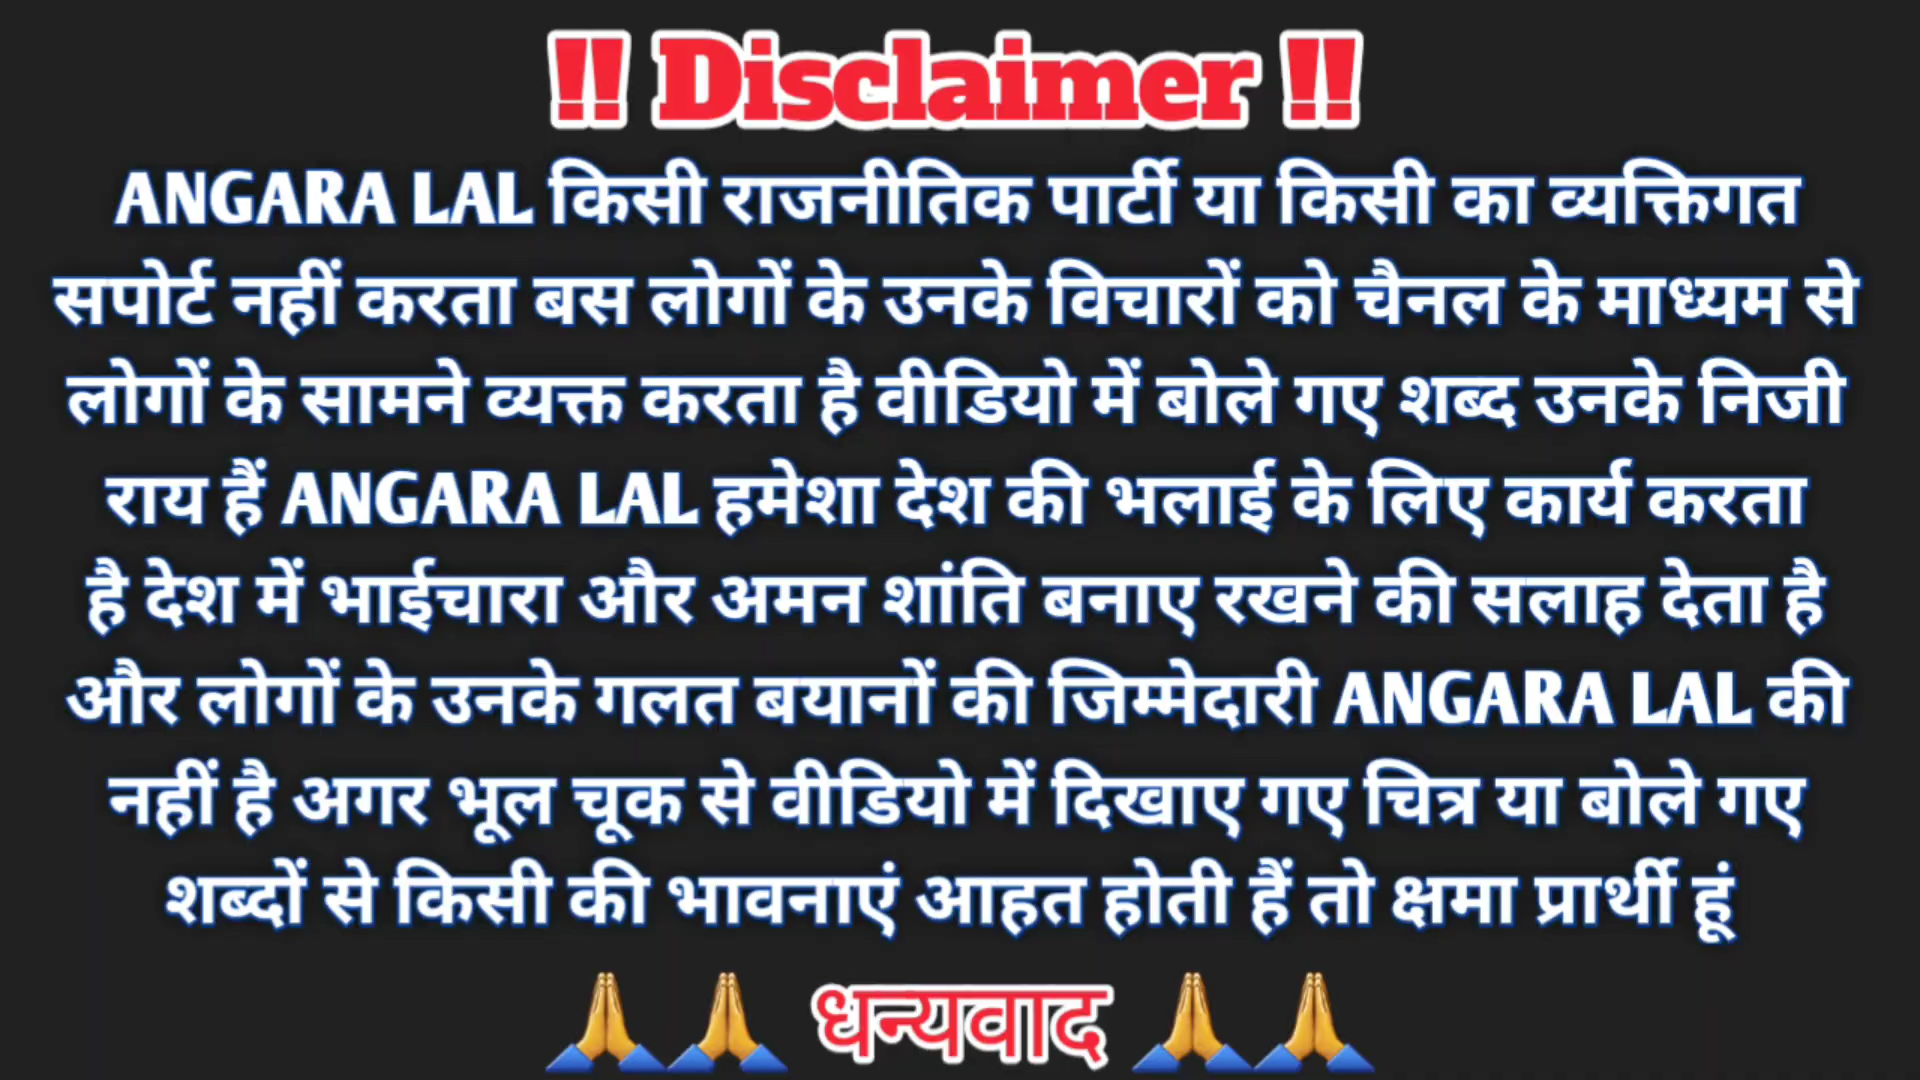 !! Disclaimer !!
ANGARA LAL किसी राजनीतिक पार्टी या किसी का व्यक्तिगत
सपोर्ट नहीं करता बस लोगों के उनके विचारों को चैनल के माध्यम से
लोगों के सामने व्यक्त करता है वीडियो में बोले गए शब्द उनके निजी
राय हैं ANGARA LAL हमेशा देश की भलाई के लिए कार्य करता
है देश में भाईचारा और अमन शांति बनाए रखने की सलाह देता है
और लोगों के उनके गलत बयानों की जिम्मेदारी ANGARA LAL की
नहीं है अगर भूल चूक से वीडियो में दिखाए गए चित्र या बोले गए
शब्दों से किसी की भावनाएं आहत होती हैं तो क्षमा प्रार्थी हूं
🙏🙏 धन्यवाद 🙏🙏